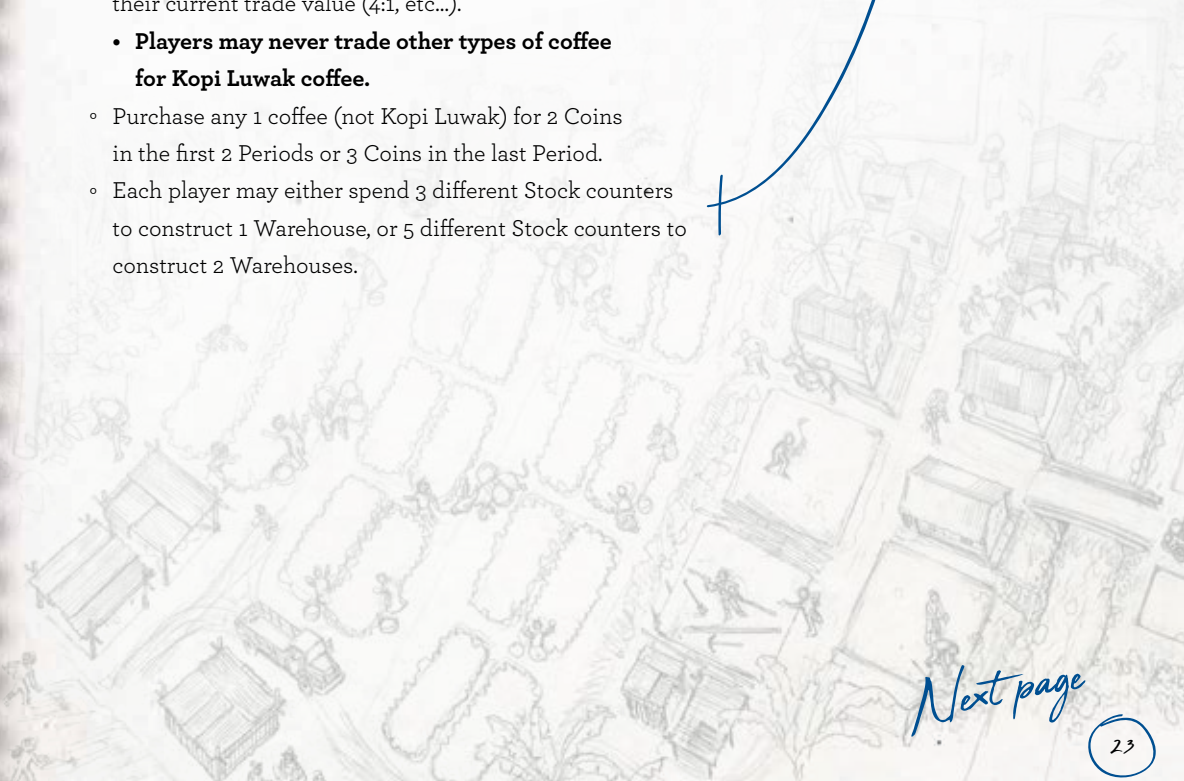 their current trade value (4:1, etc...).
• Players may never trade other types of coffee
for Kopi Luwak coffee.
◦ Purchase any 1 coffee (not Kopi Luwak) for 2 Coins
in the first 2 Periods or 3 Coins in the last Period.
◦ Each player may either spend 3 different Stock counters
to construct 1 Warehouse, or 5 different Stock counters to
construct 2 Warehouses.
Next page
23